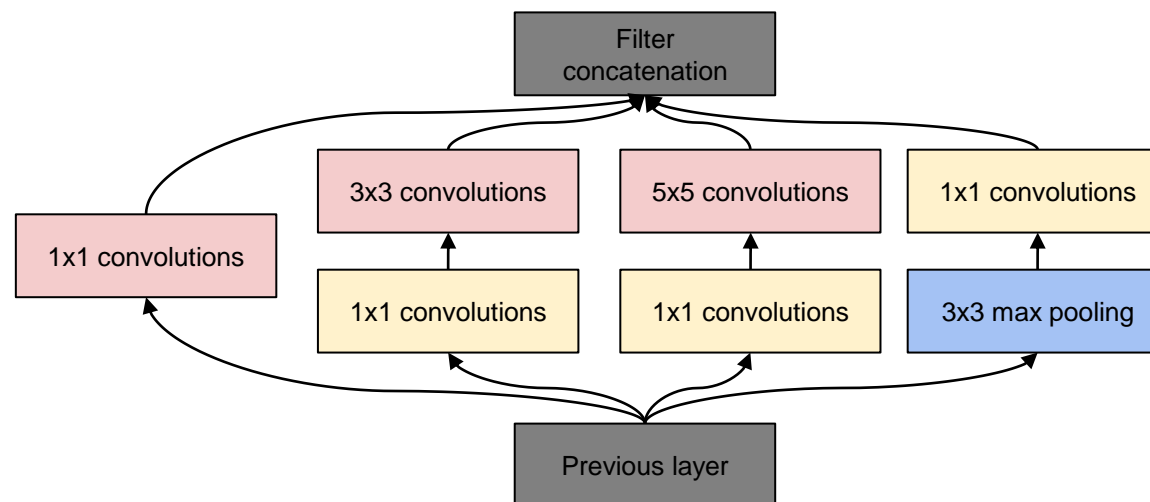 Filter
concatenation
3x3 convolutions
5x5 convolutions
1x1 convolutions
1x1 convolutions
1x1 convolutions
1x1 convolutions
3x3 max pooling
Previous layer